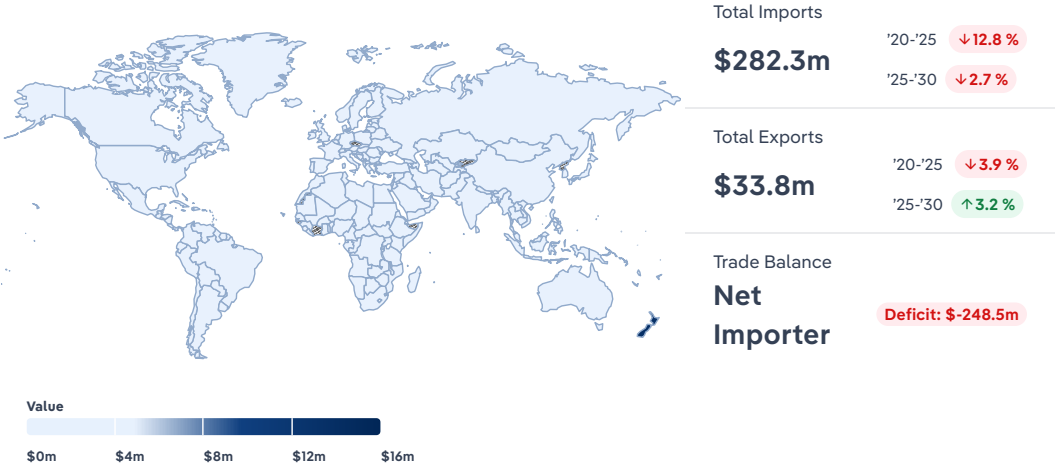 Total Imports
$282.3m
’20-’25 ↓12.8 %
’25-’30 ↓2.7 %
Total Exports
$33.8m
’20-’25 ↓3.9 %
’25-’30 ↑3.2 %
Trade Balance
Net
Importer
Deficit: $-248.5m
Value
$0m $4m $8m $12m $16m